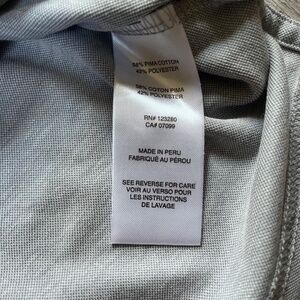 58% PIMA COTTON
42% POLYESTER
58% COTON PIMA
42% POLYESTER
RN# 123280
CA# 07099
MADE IN PERU
FABRIQUÉ AU PÉROU
SEE REVERSE FOR CARE
VOIR AU VERSO POUR
LES INSTRUCTIONS
DE LAVAGE